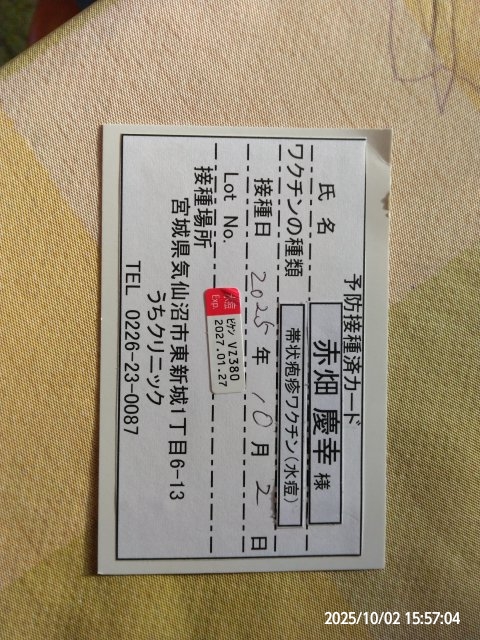 予防接種済カード
氏 名 赤畑 慶幸 様
ワクチンの種類 帯状疱疹ワクチン(水痘)
接種日 2025 年 10 月 2 日
Lot No. 水痘 ビケン VZ380
Exp. 2027.01.27
接種場所
宮城県気仙沼市東新城1丁目6-13
うちクリニック
TEL 0226-23-0087
2025/10/02 15:57:04